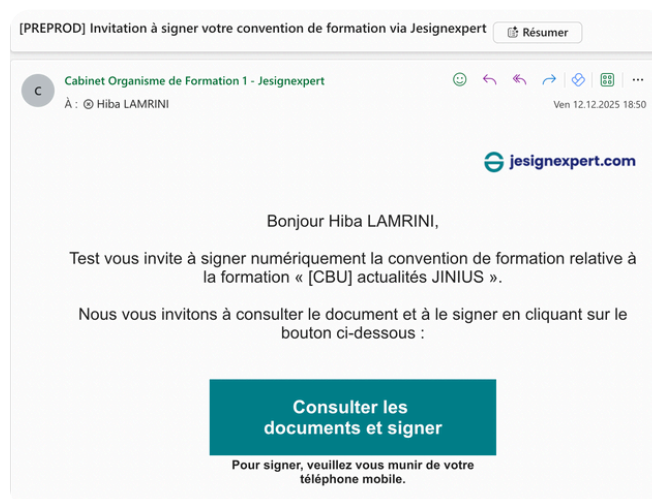 [PREPROD] Invitation à signer votre convention de formation via Jesignexpert
Résumer
C
Cabinet Organisme de Formation 1 - Jesignexpert
À : Hiba LAMRINI
Ven 12.12.2025 18:50
jesignexpert.com
Bonjour Hiba LAMRINI,
Test vous invite à signer numériquement la convention de formation relative à
la formation « [CBU] actualités JINIUS ».
Nous vous invitons à consulter le document et à le signer en cliquant sur le
bouton ci-dessous :
Consulter les
documents et signer
Pour signer, veuillez vous munir de votre
téléphone mobile.